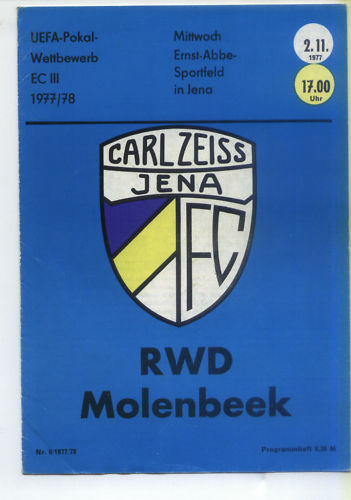 UEFA-Pokal-
Wettbewerb
EC III
1977/78
Mittwoch
Ernst-Abbe-
Sportfeld
in Jena
2.11.
1977
17.00
Uhr
CARL ZEISS
JENA
FC
RWD
Molenbeek
Nr. 6/1977/78
Programmheft 0,30 M